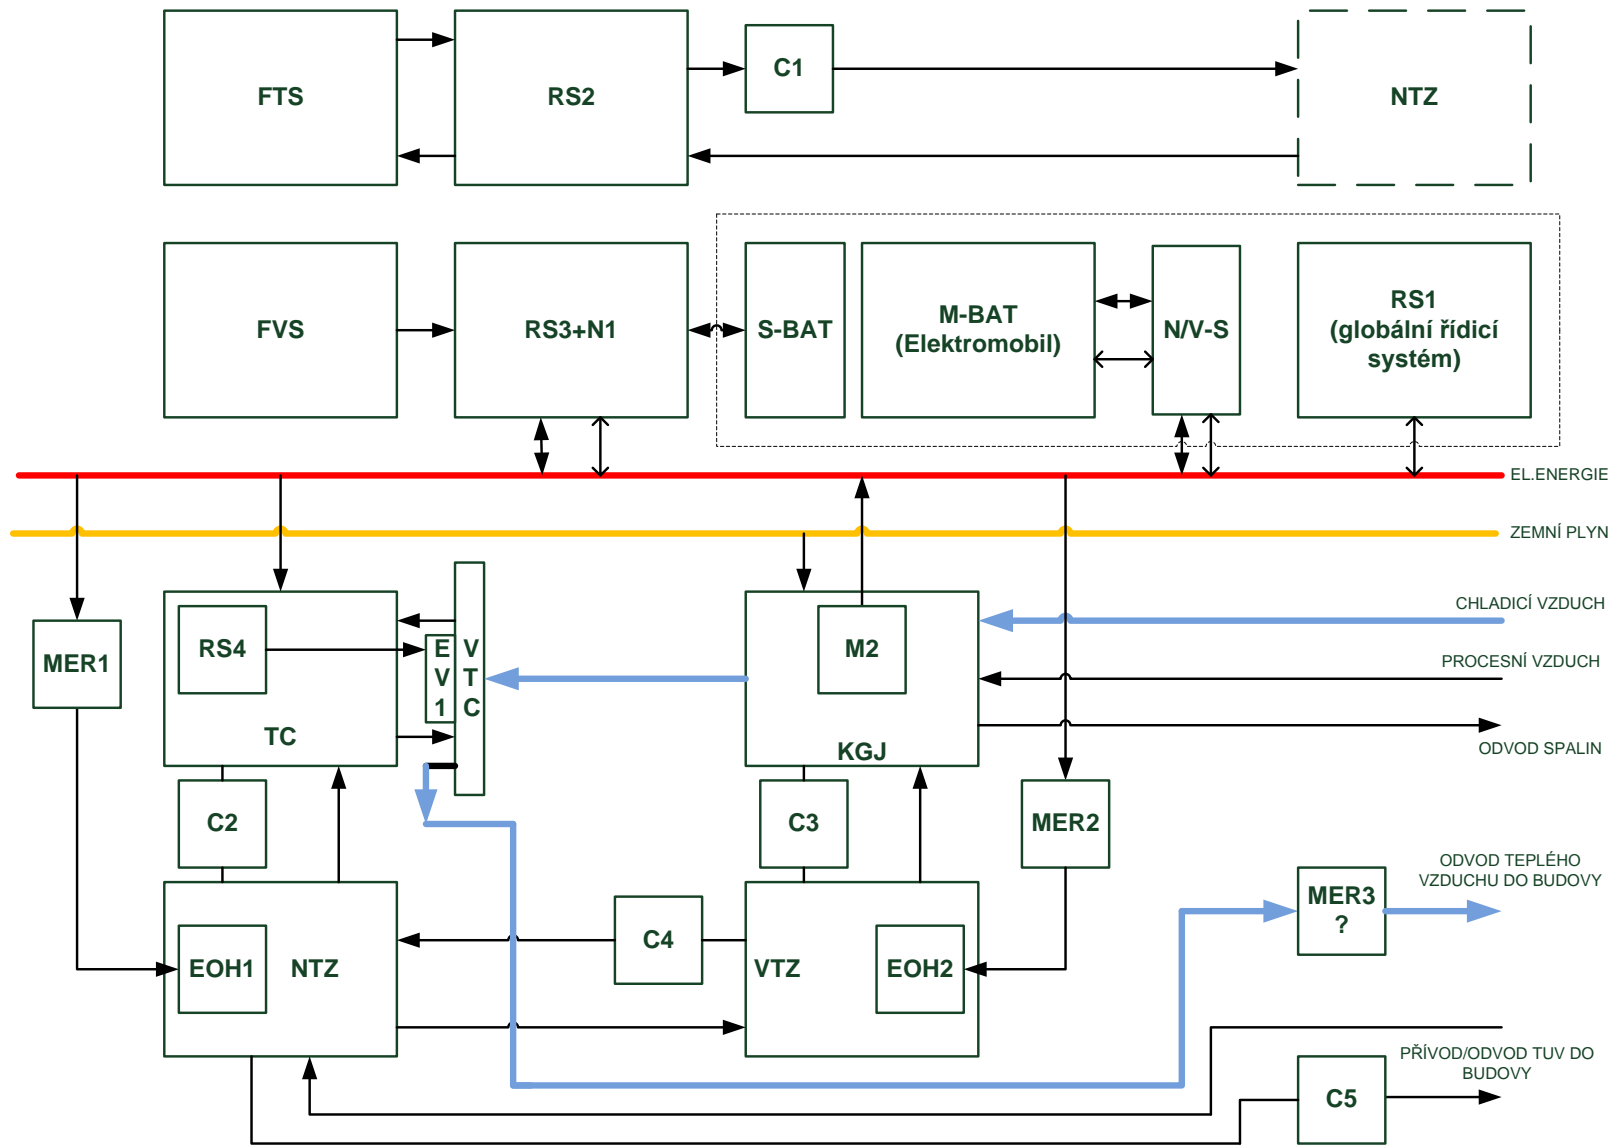 FTS
RS2
C1
NTZ
FVS
RS3+N1
S-BAT
M-BAT
(Elektromobil)
N/V-S
RS1
(globální řídicí
systém)
EL.ENERGIE
ZEMNÍ PLYN
CHLADICÍ VZDUCH
MER1
RS4
TC
E
V
1
V
T
C
M2
KGJ
PROCESNÍ VZDUCH
ODVOD SPALIN
C2
C3
MER2
ODVOD TEPLÉHO
VZDUCHU DO BUDOVY
MER3
?
EOH1
NTZ
C4
VTZ
EOH2
PŘÍVOD/ODVOD TUV DO
BUDOVY
C5